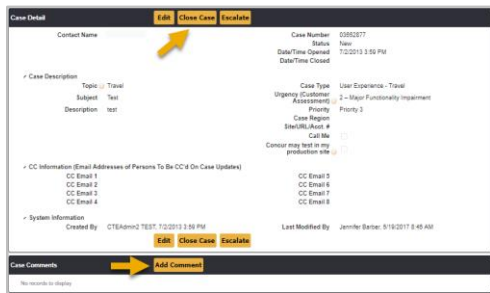 Case Detail Edit Close Case Escalate
Contact Name Case Number 03662877
Status New
Date/Time Opened 7/2/2013 3:59 PM
Date/Time Closed
Case Description
Topic Travel Case Type User Experience - Travel
Subject Test Urgency (Customer Assessment) 2 – Major Functionality Impairment
Description test Priority Priority 3
Case Region
Site/URL/Acct. #
Call Me
Concur may test in my production site
CC Information (Email Addresses of Persons To Be CC'd On Case Updates)
CC Email 1 CC Email 5
CC Email 2 CC Email 6
CC Email 3 CC Email 7
CC Email 4 CC Email 8
System Information
Created By CTEAdmin2 TEST, 7/2/2013 3:59 PM Last Modified By Jennifer Barber, 5/19/2017 8:46 AM
Edit Close Case Escalate
Case Comments Add Comment
No records to display